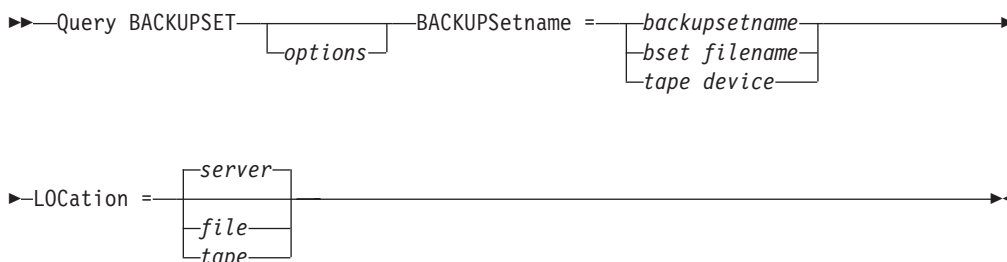 Query BACKUPSET options BACKUPSetname = backupsetname
bset filename
tape device
LOCation = server
file
tape